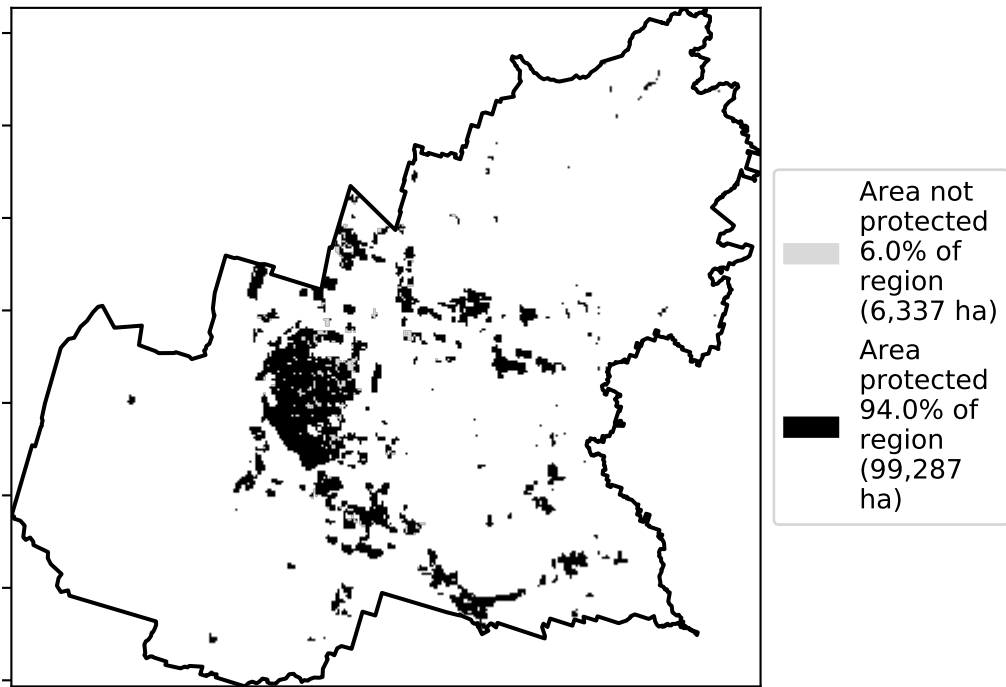 Area not
protected
6.0% of
region
(6,337 ha)
Area
protected
94.0% of
region
(99,287
ha)